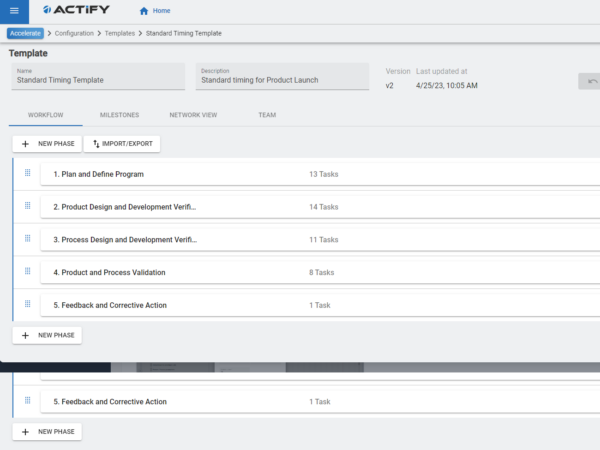 ACTIFY
Home
Accelerate > Configuration > Templates > Standard Timing Template
Template
Name
Standard Timing Template
Description
Standard timing for Product Launch
Version
v2
Last updated at
4/25/23, 10:05 AM
WORKFLOW MILESTONES NETWORK VIEW TEAM
+ NEW PHASE IMPORT/EXPORT
1. Plan and Define Program 13 Tasks
2. Product Design and Development Verifi... 14 Tasks
3. Process Design and Development Verifi... 11 Tasks
4. Product and Process Validation 8 Tasks
5. Feedback and Corrective Action 1 Task
+ NEW PHASE
5. Feedback and Corrective Action 1 Task
+ NEW PHASE